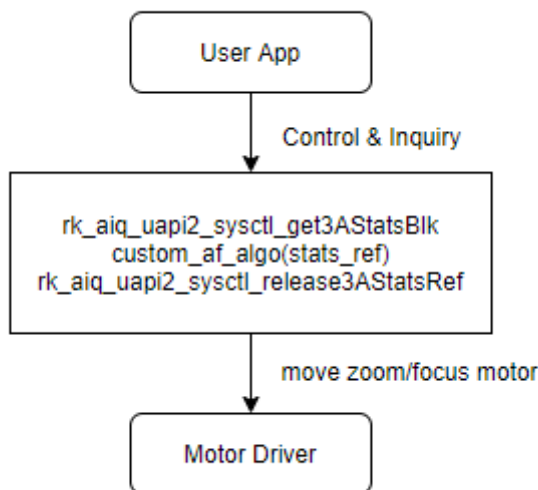 User App
Control & Inquiry
rk_aiq_uapi2_sysctl_get3AStatsBlk
custom_af_algo(stats_ref)
rk_aiq_uapi2_sysctl_release3AStatsRef
move zoom/focus motor
Motor Driver